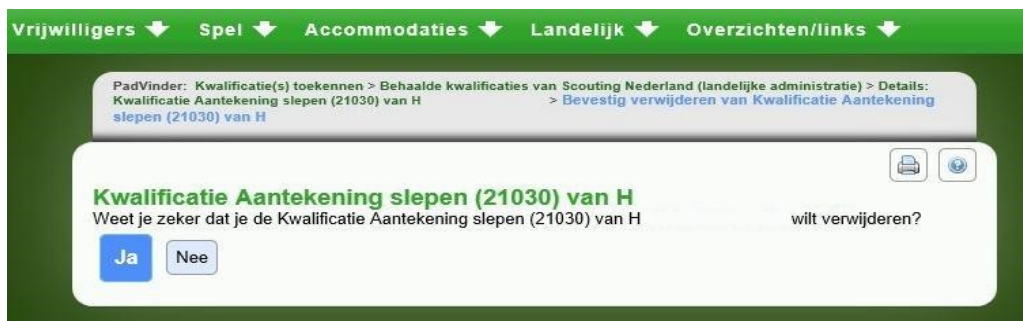 Vrijwilligers Spel Accommodaties Landelijk Overzichten/links
PadVinder: Kwalificatie(s) toekennen > Behaalde kwalificaties van Scouting Nederland (landelijke administratie) > Details:
Kwalificatie Aantekening slepen (21030) van H > Bevestig verwijderen van Kwalificatie Aantekening
slepen (21030) van H
Kwalificatie Aantekening slepen (21030) van H
Weet je zeker dat je de Kwalificatie Aantekening slepen (21030) van H wilt verwijderen?
Ja Nee